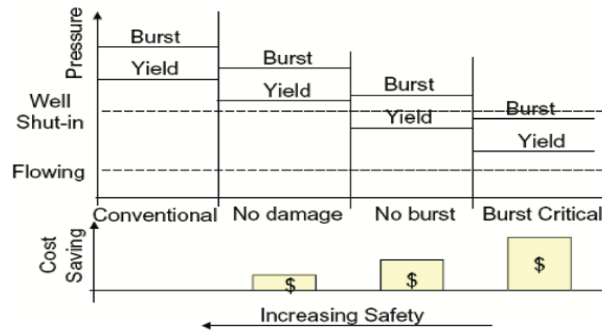 Pressure
Burst
Yield
Burst
Yield
Burst
Yield
Burst
Yield
Well
Shut-in
Flowing
Conventional No damage No burst Burst Critical
Cost
Saving
$ $ $
Increasing Safety